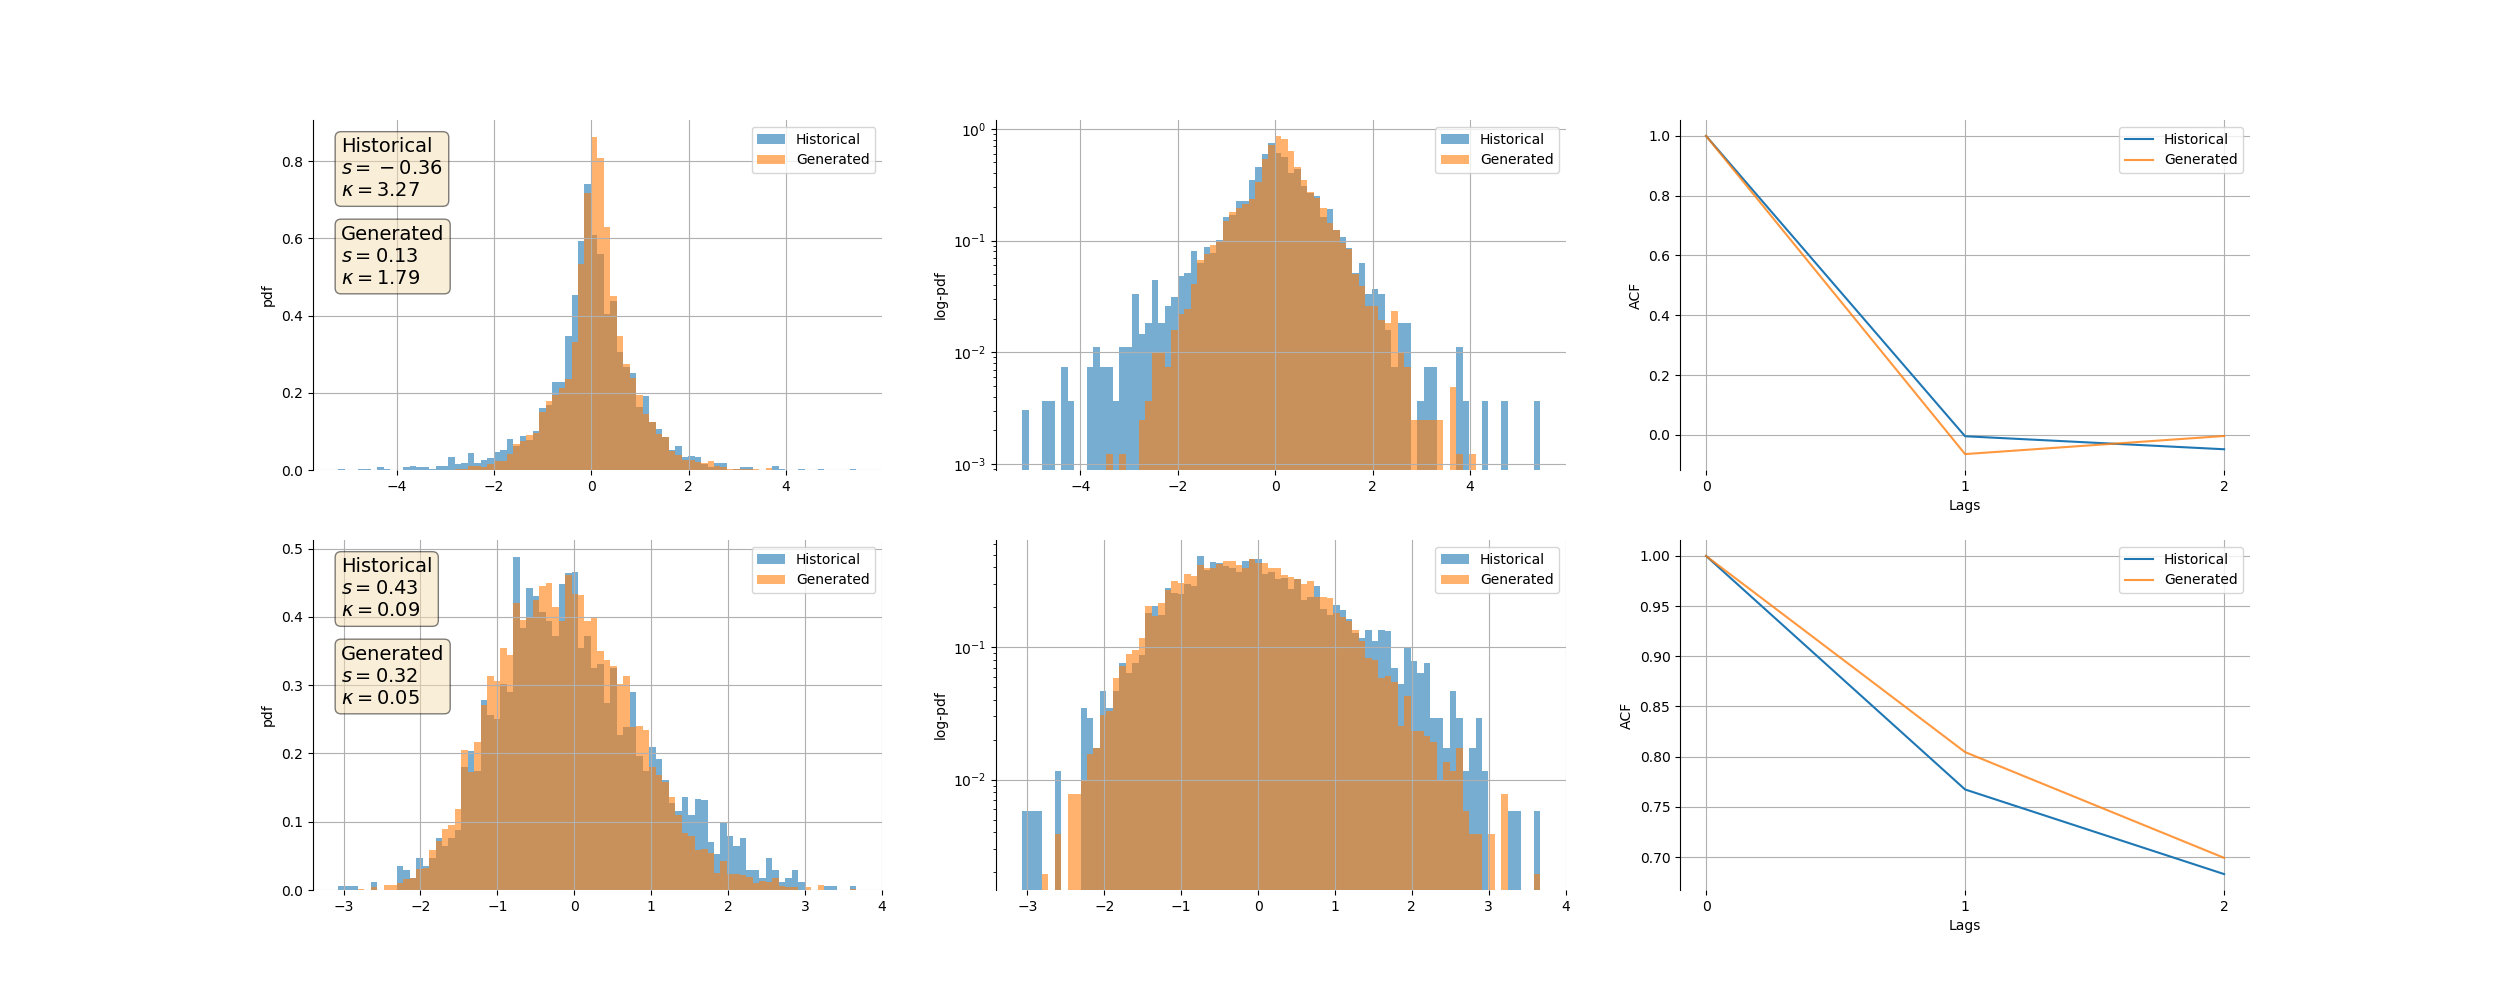 Historical
s = −0.36
κ = 3.27
Generated
s = 0.13
κ = 1.79
Historical
Generated
pdf
0.8
0.6
0.4
0.2
0.0
−4 −2 0 2 4
Historical
Generated
log-pdf
10⁰
10⁻¹
10⁻²
10⁻³
−4 −2 0 2 4
Historical
Generated
ACF
1.0
0.8
0.6
0.4
0.2
0.0
0 1 2
Lags
Historical
s = 0.43
κ = 0.09
Generated
s = 0.32
κ = 0.05
Historical
Generated
pdf
0.5
0.4
0.3
0.2
0.1
0.0
−3 −2 −1 0 1 2 3 4
Historical
Generated
log-pdf
10⁻¹
10⁻²
−3 −2 −1 0 1 2 3 4
Historical
Generated
ACF
1.00
0.95
0.90
0.85
0.80
0.75
0.70
0 1 2
Lags